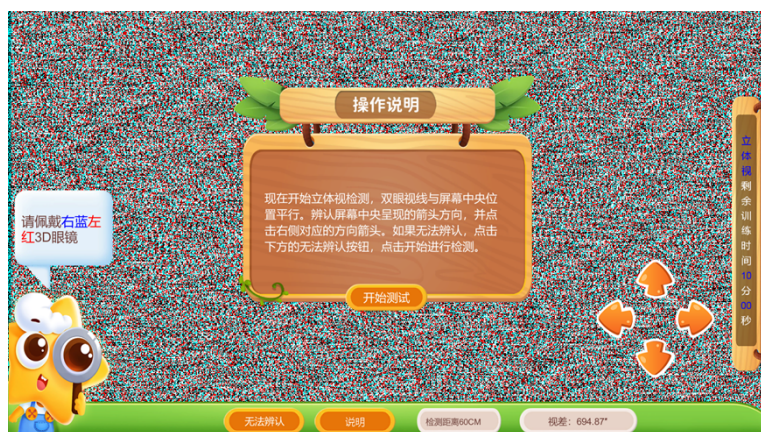 操作说明
现在开始立体视检测，双眼视线与屏幕中央位
置平行。辨认屏幕中央呈现的箭头方向，并点
击右侧对应的方向箭头。如果无法辨认，点击
下方的无法辨认按钮，点击开始进行检测。
开始测试
请佩戴右蓝左
红3D眼镜
立体视剩余训练时间10分00秒
无法辨认
说明
检测距离60CM
视差：694.87"